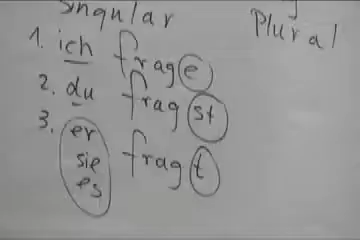 Singular Plural
1. ich frage
2. du fragst
3. er
sie fragt
es